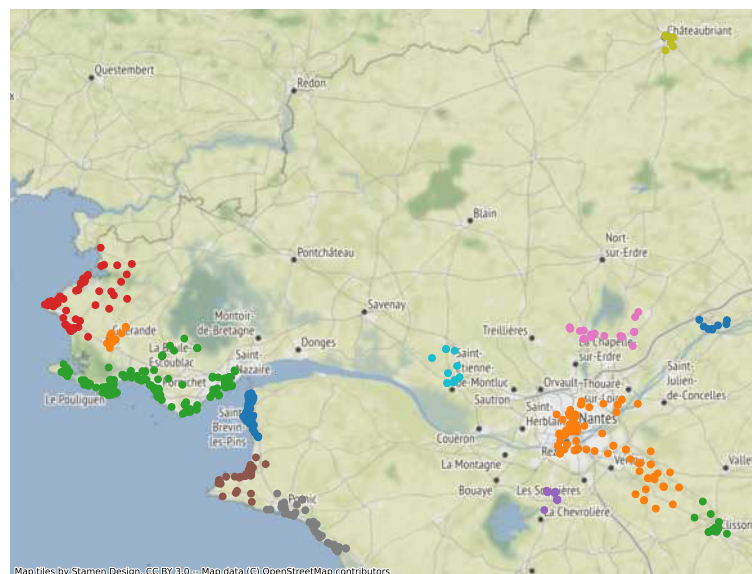 Châteaubriant
Questembert
Redon
Blain
Nort-
sur-Erdre
Pontchâteau
Savenay
Montoir-
de-Bretagne
Treillières
Guérande
La Chapelle-
sur-Erdre
Donges
La Baule-
Escoublac
Saint-
Nazaire
Saint-
Étienne-
de-Montluc
Saint-
Julien-
de-Concelles
Orvault
Thouaré-
sur-Loire
Pornichet
Le Pouliguen
Sautron
Saint-
Herblain
Nantes
Saint-
Brevin-
les-Pins
Couëron
Rezé
La Montagne
Vertou
Vallet
Bouaye
Les Sorinières
Pornic
La Chevrolière
Clisson
Map tiles by Stamen Design, CC BY 3.0 -- Map data (C) OpenStreetMap contributors